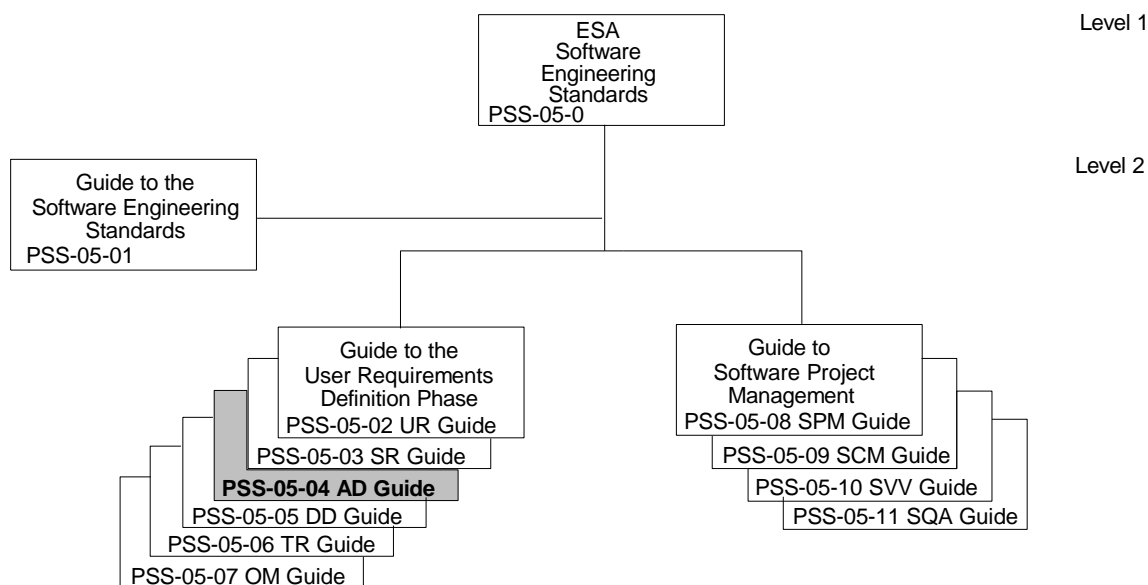 Level 1
ESA
Software
Engineering
Standards
PSS-05-0
Level 2
Guide to the
Software Engineering
Standards
PSS-05-01
Guide to the
User Requirements
Definition Phase
PSS-05-02 UR Guide
PSS-05-03 SR Guide
PSS-05-04 AD Guide
PSS-05-05 DD Guide
PSS-05-06 TR Guide
PSS-05-07 OM Guide
Guide to
Software Project
Management
PSS-05-08 SPM Guide
PSS-05-09 SCM Guide
PSS-05-10 SVV Guide
PSS-05-11 SQA Guide